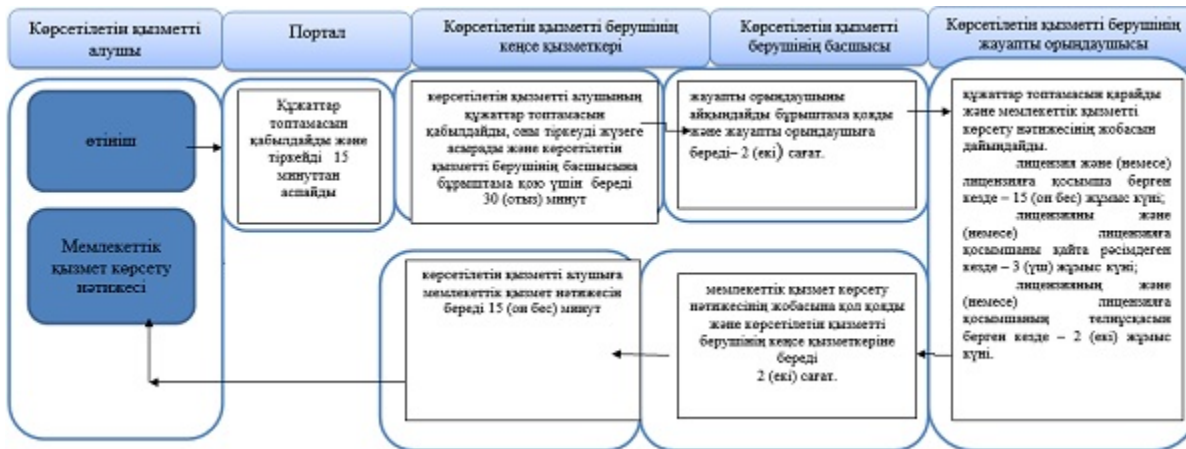 Көрсетілетін қызметті
алушы
Портал
Көрсетілетін қызметті берушінің
кеңсе қызметкері
Көрсетілетін қызметті
берушінің басшысы
Көрсетілетін қызметті берушінің
жауапты орындаушысы
өтініш
Құжаттар
топтамасын
қабылдайды және
тіркейді 15
минуттан
аспайды
көрсетілетін қызметті алушының
құжаттар топтамасын
қабылдайды, оны тіркеуді жүзеге
асырады және көрсетілетін
қызметті берушінің басшысына
бұрыштама қою үшін береді
30 (отыз) минут
жауапты орындаушыны
айқындайды бұрыштама қояды
және жауапты орындаушыға
береді– 2 (екі) сағат.
құжаттар топтамасын қарайды
және мемлекеттік қызметті
көрсету нәтижесінің жобасын
дайындайды.
лицензия және (немесе)
лицензияға қосымша берген
кезде – 15 (он бес) жұмыс күні;
лицензияны және
(немесе) лицензияға
қосымшаны қайта рәсімдеген
кезде – 3 (үш) жұмыс күні;
лицензияның және
(немесе) лицензияға
қосымшаның телнұсқасын
берген кезде – 2 (екі) жұмыс
күні.
мемлекеттік қызмет көрсету
нәтижесінің жобасына қол қояды
және көрсетілетін қызметті
берушінің кеңсе қызметкеріне
береді
2 (екі) сағат.
көрсетілетін қызметті алушыға
мемлекеттік қызмет нәтижесін
береді 15 (он бес) минут
Мемлекеттік
қызмет көрсету
нәтижесі